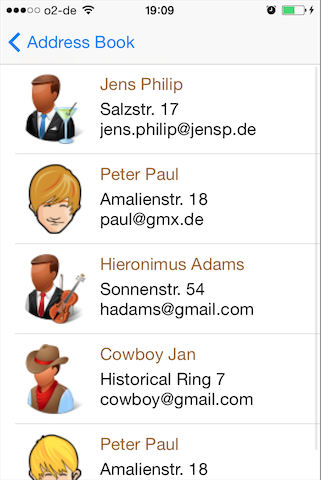 o2-de 19:09
Address Book
Jens Philip
Salzstr. 17
jens.philip@jensp.de
Peter Paul
Amalienstr. 18
paul@gmx.de
Hieronimus Adams
Sonnenstr. 54
hadams@gmail.com
Cowboy Jan
Historical Ring 7
cowboy@gmail.com
Peter Paul
Amalienstr. 18